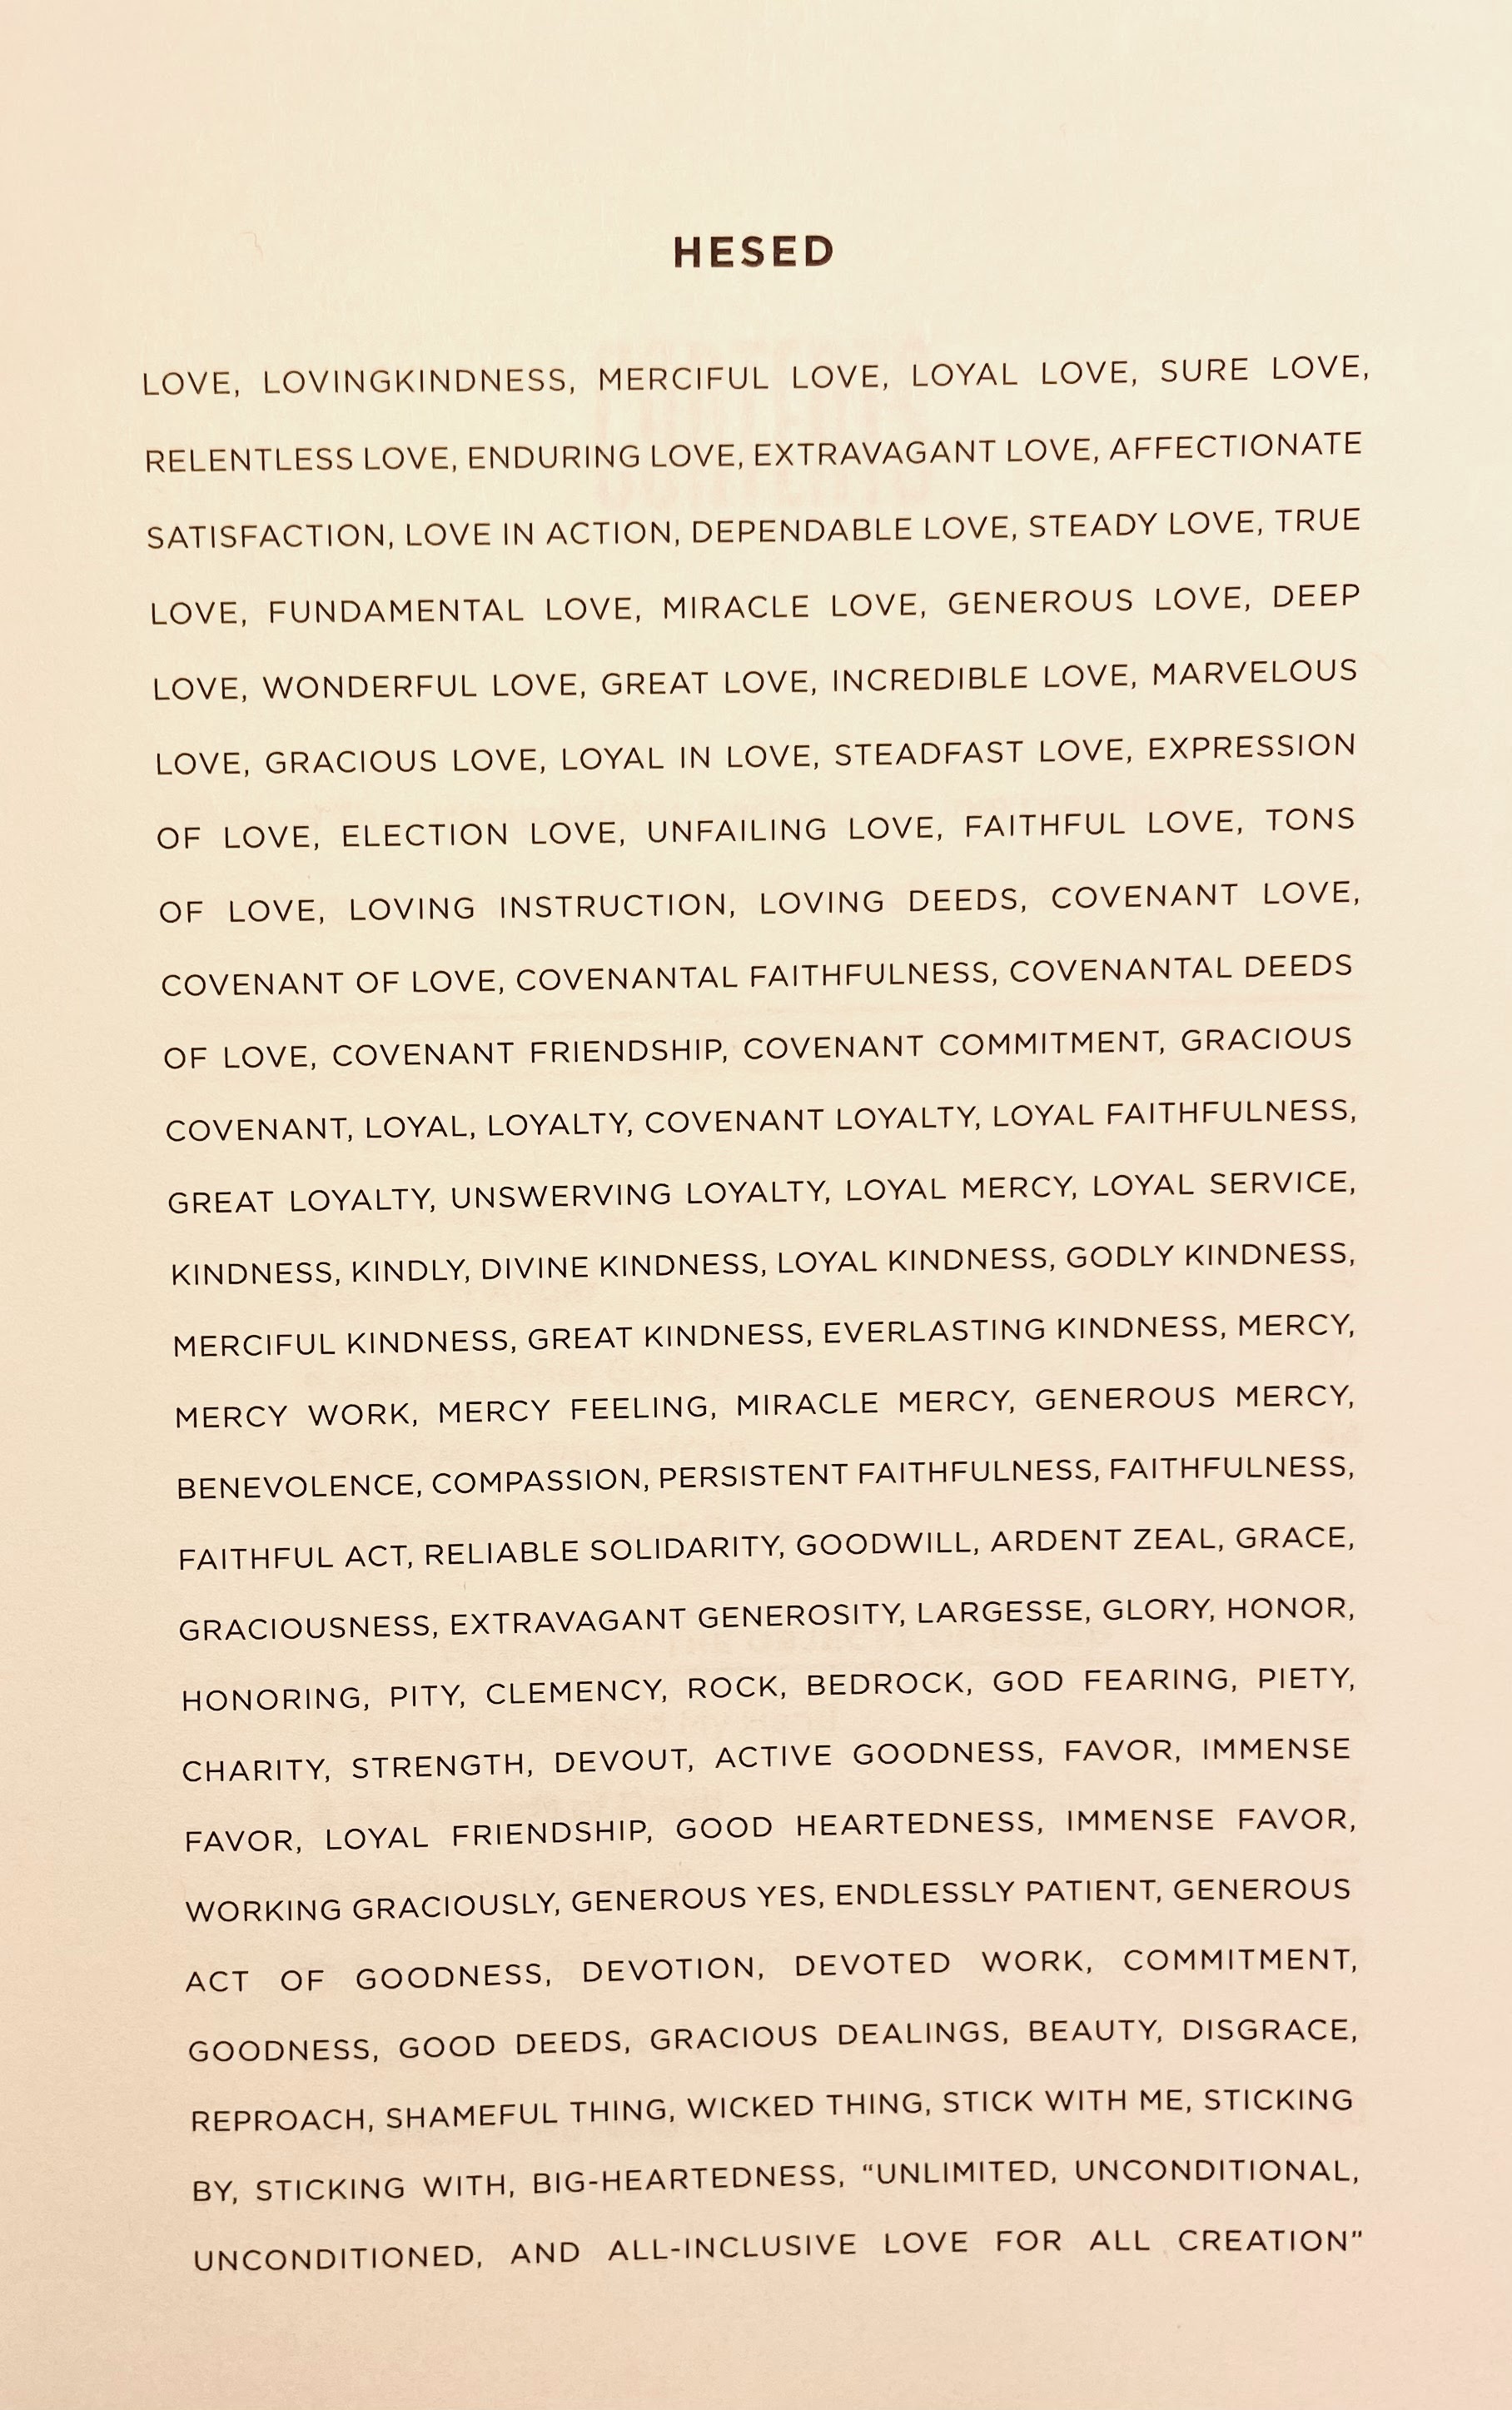 HESED
LOVE, LOVINGKINDNESS, MERCIFUL LOVE, LOYAL LOVE, SURE LOVE,
RELENTLESS LOVE, ENDURING LOVE, EXTRAVAGANT LOVE, AFFECTIONATE
SATISFACTION, LOVE IN ACTION, DEPENDABLE LOVE, STEADY LOVE, TRUE
LOVE, FUNDAMENTAL LOVE, MIRACLE LOVE, GENEROUS LOVE, DEEP
LOVE, WONDERFUL LOVE, GREAT LOVE, INCREDIBLE LOVE, MARVELOUS
LOVE, GRACIOUS LOVE, LOYAL IN LOVE, STEADFAST LOVE, EXPRESSION
OF LOVE, ELECTION LOVE, UNFAILING LOVE, FAITHFUL LOVE, TONS
OF LOVE, LOVING INSTRUCTION, LOVING DEEDS, COVENANT LOVE,
COVENANT OF LOVE, COVENANTAL FAITHFULNESS, COVENANTAL DEEDS
OF LOVE, COVENANT FRIENDSHIP, COVENANT COMMITMENT, GRACIOUS
COVENANT, LOYAL, LOYALTY, COVENANT LOYALTY, LOYAL FAITHFULNESS,
GREAT LOYALTY, UNSWERVING LOYALTY, LOYAL MERCY, LOYAL SERVICE,
KINDNESS, KINDLY, DIVINE KINDNESS, LOYAL KINDNESS, GODLY KINDNESS,
MERCIFUL KINDNESS, GREAT KINDNESS, EVERLASTING KINDNESS, MERCY,
MERCY WORK, MERCY FEELING, MIRACLE MERCY, GENEROUS MERCY,
BENEVOLENCE, COMPASSION, PERSISTENT FAITHFULNESS, FAITHFULNESS,
FAITHFUL ACT, RELIABLE SOLIDARITY, GOODWILL, ARDENT ZEAL, GRACE,
GRACIOUSNESS, EXTRAVAGANT GENEROSITY, LARGESSE, GLORY, HONOR,
HONORING, PITY, CLEMENCY, ROCK, BEDROCK, GOD FEARING, PIETY,
CHARITY, STRENGTH, DEVOUT, ACTIVE GOODNESS, FAVOR, IMMENSE
FAVOR, LOYAL FRIENDSHIP, GOOD HEARTEDNESS, IMMENSE FAVOR,
WORKING GRACIOUSLY, GENEROUS YES, ENDLESSLY PATIENT, GENEROUS
ACT OF GOODNESS, DEVOTION, DEVOTED WORK, COMMITMENT,
GOODNESS, GOOD DEEDS, GRACIOUS DEALINGS, BEAUTY, DISGRACE,
REPROACH, SHAMEFUL THING, WICKED THING, STICK WITH ME, STICKING
BY, STICKING WITH, BIG-HEARTEDNESS, “UNLIMITED, UNCONDITIONAL,
UNCONDITIONED, AND ALL-INCLUSIVE LOVE FOR ALL CREATION”